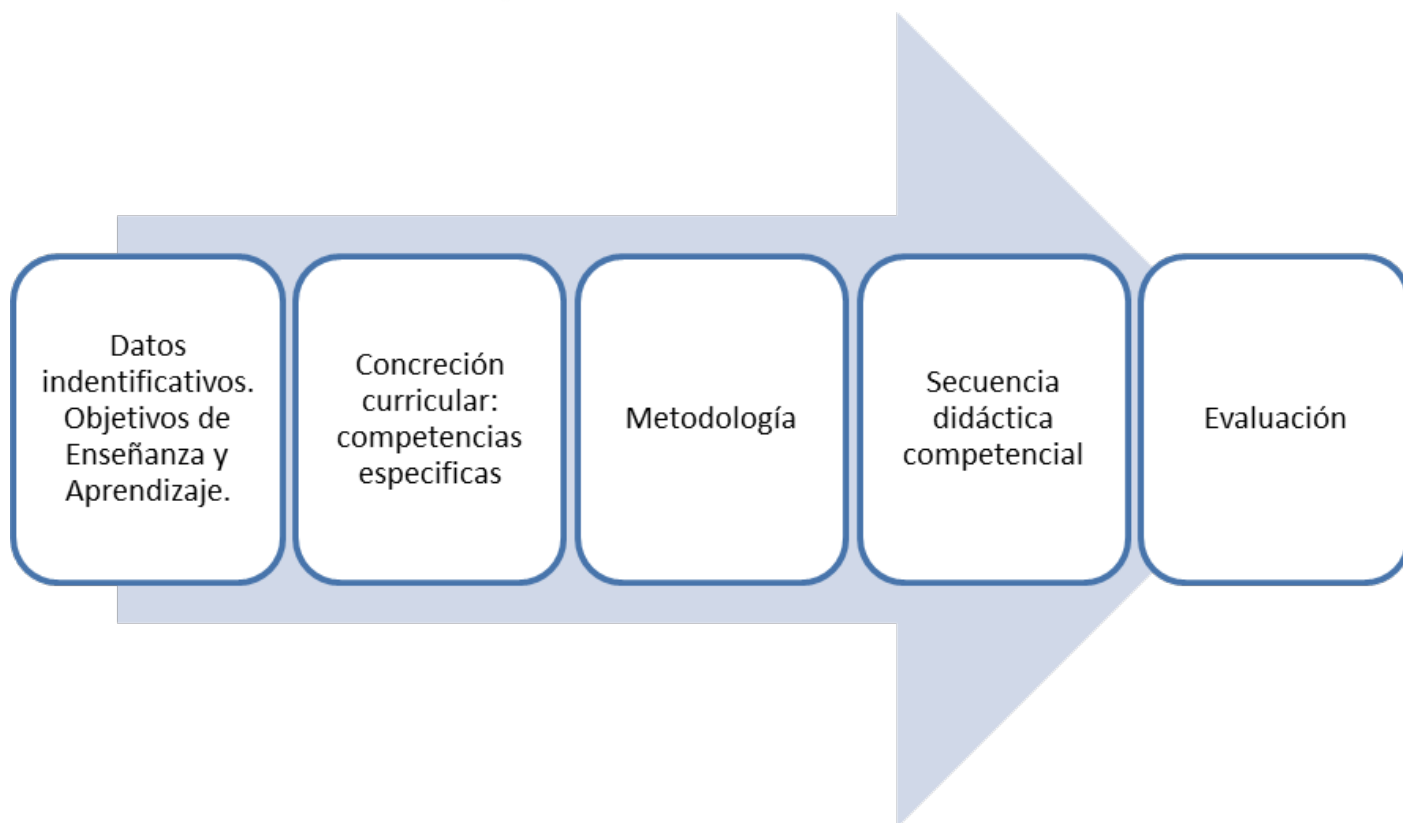 Datos
indentificativos.
Objetivos de
Enseñanza y
Aprendizaje.
Concreción
curricular:
competencias
especificas
Metodología
Secuencia
didáctica
competencial
Evaluación